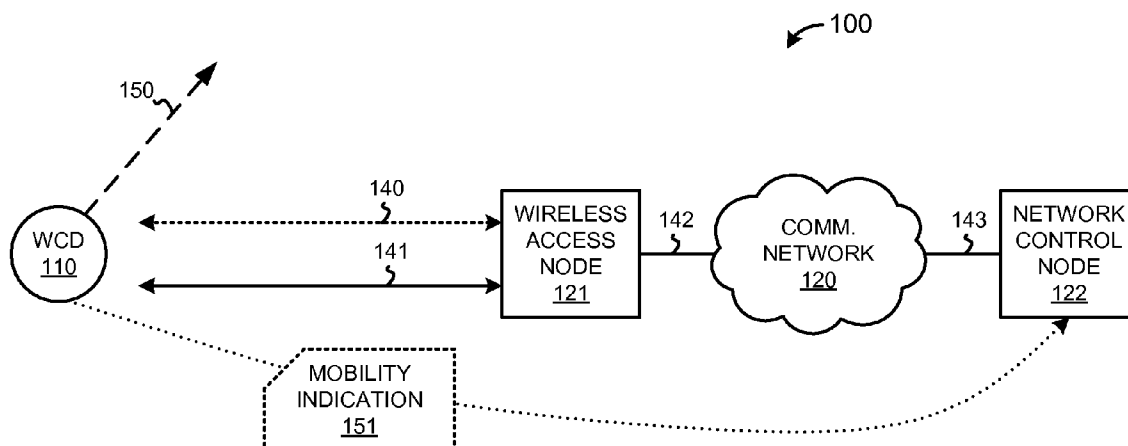 100
150
WCD
110
140
141
WIRELESS
ACCESS
NODE
121
142
COMM.
NETWORK
120
143
NETWORK
CONTROL
NODE
122
MOBILITY
INDICATION
151